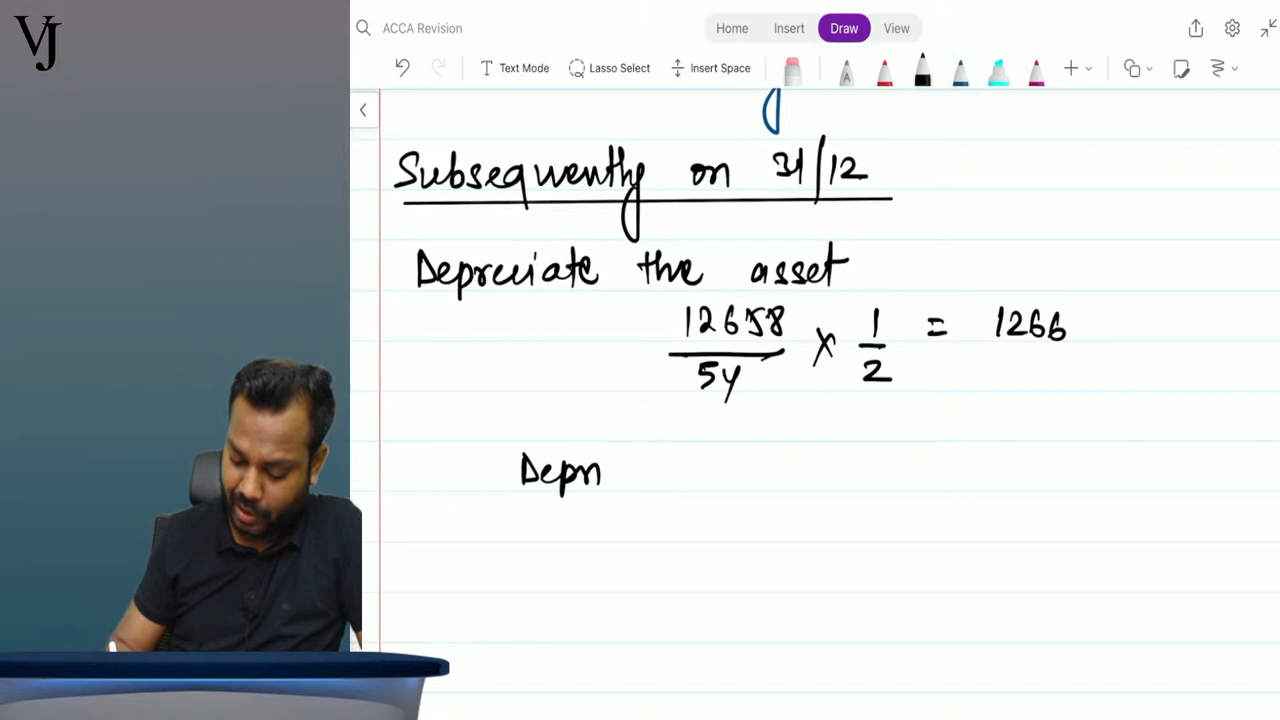 VJ
ACCA Revision
Home Insert Draw View
Text Mode Lasso Select Insert Space
A
Subsequently on 31/12
Depreciate the asset
12658
5y
× 1
2
= 1266
Depn